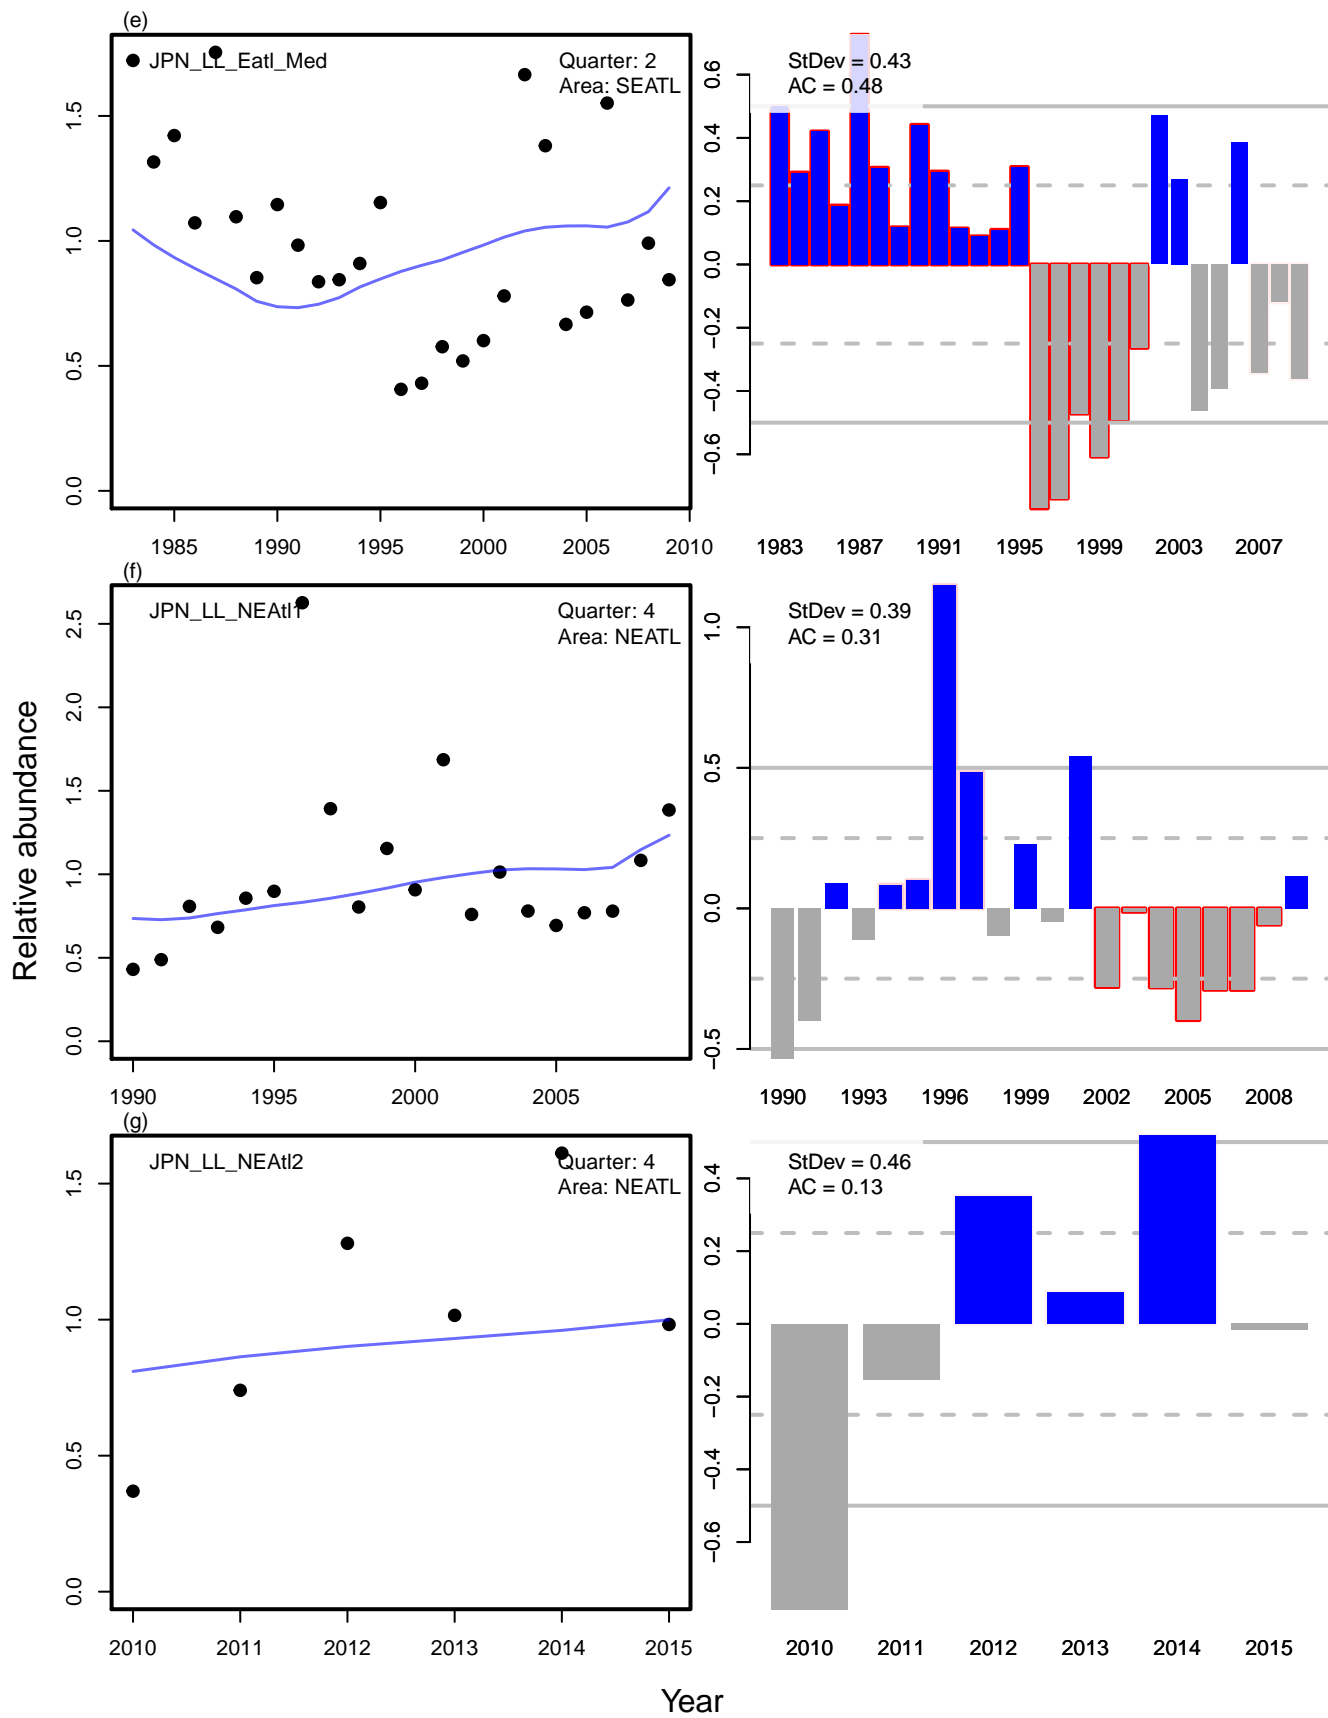 (e)
JPN_LL_Eatl_Med
Quarter: 2
Area: SEATL
0.0 0.5 1.0 1.5
1985 1990 1995 2000 2005 2010
StDev = 0.43
AC = 0.48
−0.6 −0.4 −0.2 0.0 0.2 0.4 0.6
1983 1987 1991 1995 1999 2003 2007
(f)
JPN_LL_NEAtl1
Quarter: 4
Area: NEATL
0.0 0.5 1.0 1.5 2.0 2.5
1990 1995 2000 2005
StDev = 0.39
AC = 0.31
−0.5 0.0 0.5 1.0
1990 1993 1996 1999 2002 2005 2008
Relative abundance
(g)
JPN_LL_NEAtl2
Quarter: 4
Area: NEATL
0.0 0.5 1.0 1.5
2010 2011 2012 2013 2014 2015
StDev = 0.46
AC = 0.13
−0.6 −0.4 −0.2 0.0 0.2 0.4
2010 2011 2012 2013 2014 2015
Year